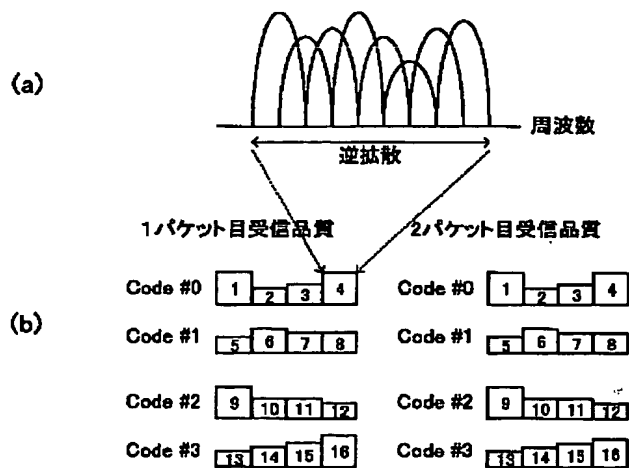 (a)
周波数
逆拡散
1パケット目受信品質
2パケット目受信品質
(b)
Code #0 1 2 3 4
Code #0 1 2 3 4
Code #1 5 6 7 8
Code #1 5 6 7 8
Code #2 9 10 11 12
Code #2 9 10 11 12
Code #3 13 14 15 16
Code #3 13 14 15 16